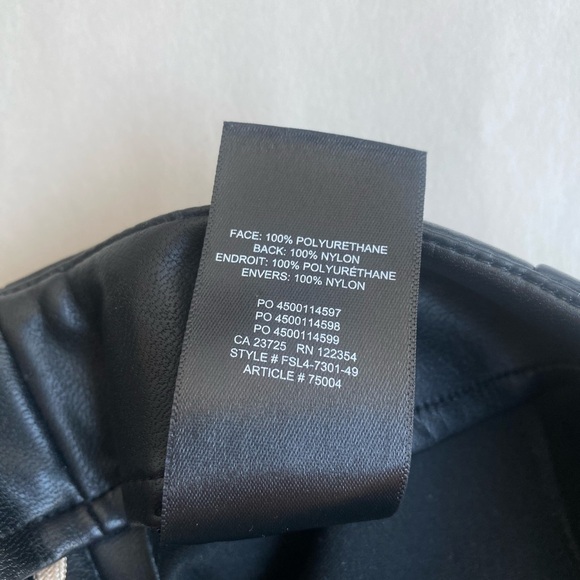 FACE: 100% POLYURETHANE
BACK: 100% NYLON
ENDROIT: 100% POLYURÉTHANE
ENVERS: 100% NYLON
PO 4500114597
PO 4500114598
PO 4500114599
CA 23725 RN 122354
STYLE # FSL4-7301-49
ARTICLE # 75004